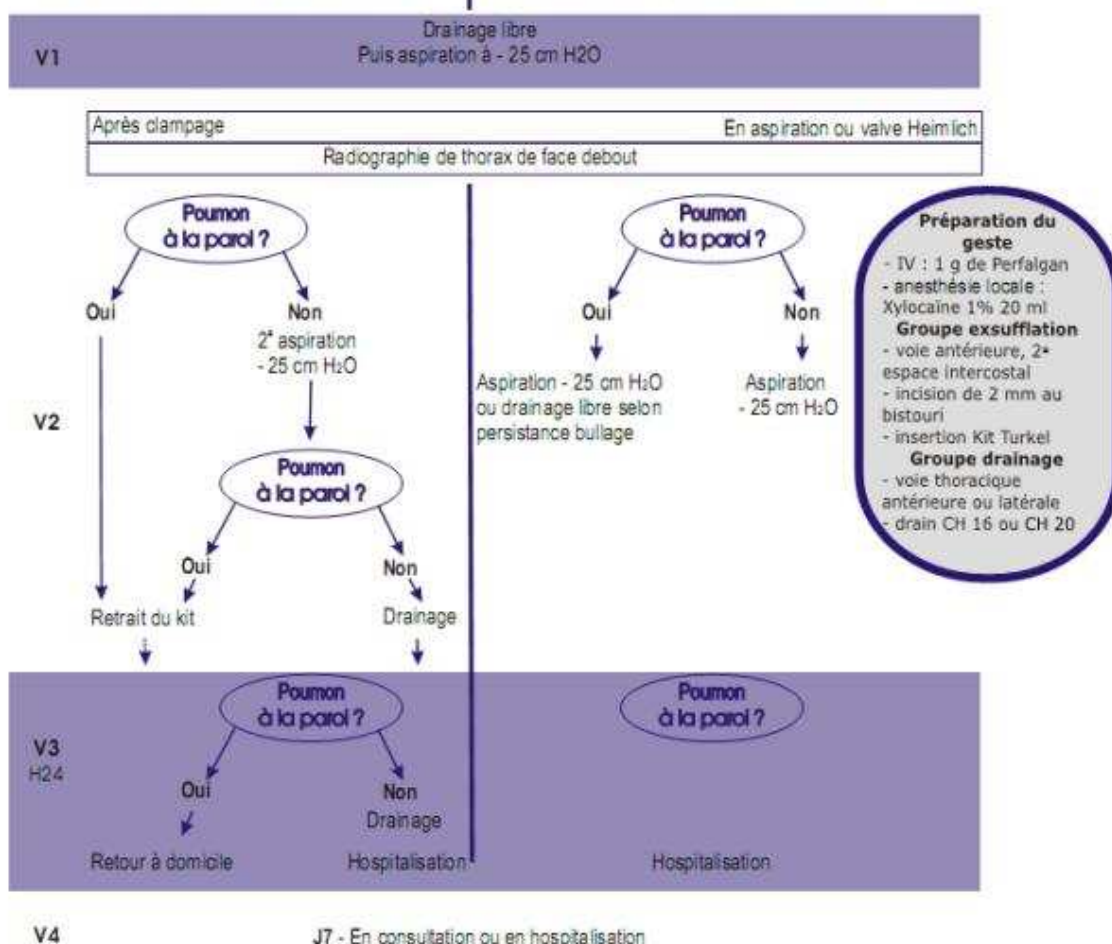 Drainage libre
V1
Puis aspiration à - 25 cm H2O
Après clampage
En aspiration ou valve Heimlich
Radiographie de thorax de face debout
Poumon
à la paroi ?
Oui
Non
2° aspiration
- 25 cm H₂O
Poumon
à la paroi ?
Oui
Non
Aspiration - 25 cm H₂O
ou drainage libre selon
persistance bullage
Aspiration
- 25 cm H₂O
V2
Poumon
à la paroi ?
Oui
Non
Retrait du kit
Drainage
Préparation du
geste
- IV : 1 g de Perfalgan
- anesthésie locale :
Xylocaïne 1% 20 ml
Groupe exsufflation
- voie antérieure, 2ᵉ
espace intercostal
- incision de 2 mm au
bistouri
- insertion Kit Turkel
Groupe drainage
- voie thoracique
antérieure ou latérale
- drain CH 16 ou CH 20
V3
H24
Poumon
à la paroi ?
Oui
Non
Drainage
Retour à domicile
Hospitalisation
Poumon
à la paroi ?
Hospitalisation
V4
J7 - En consultation ou en hospitalisation